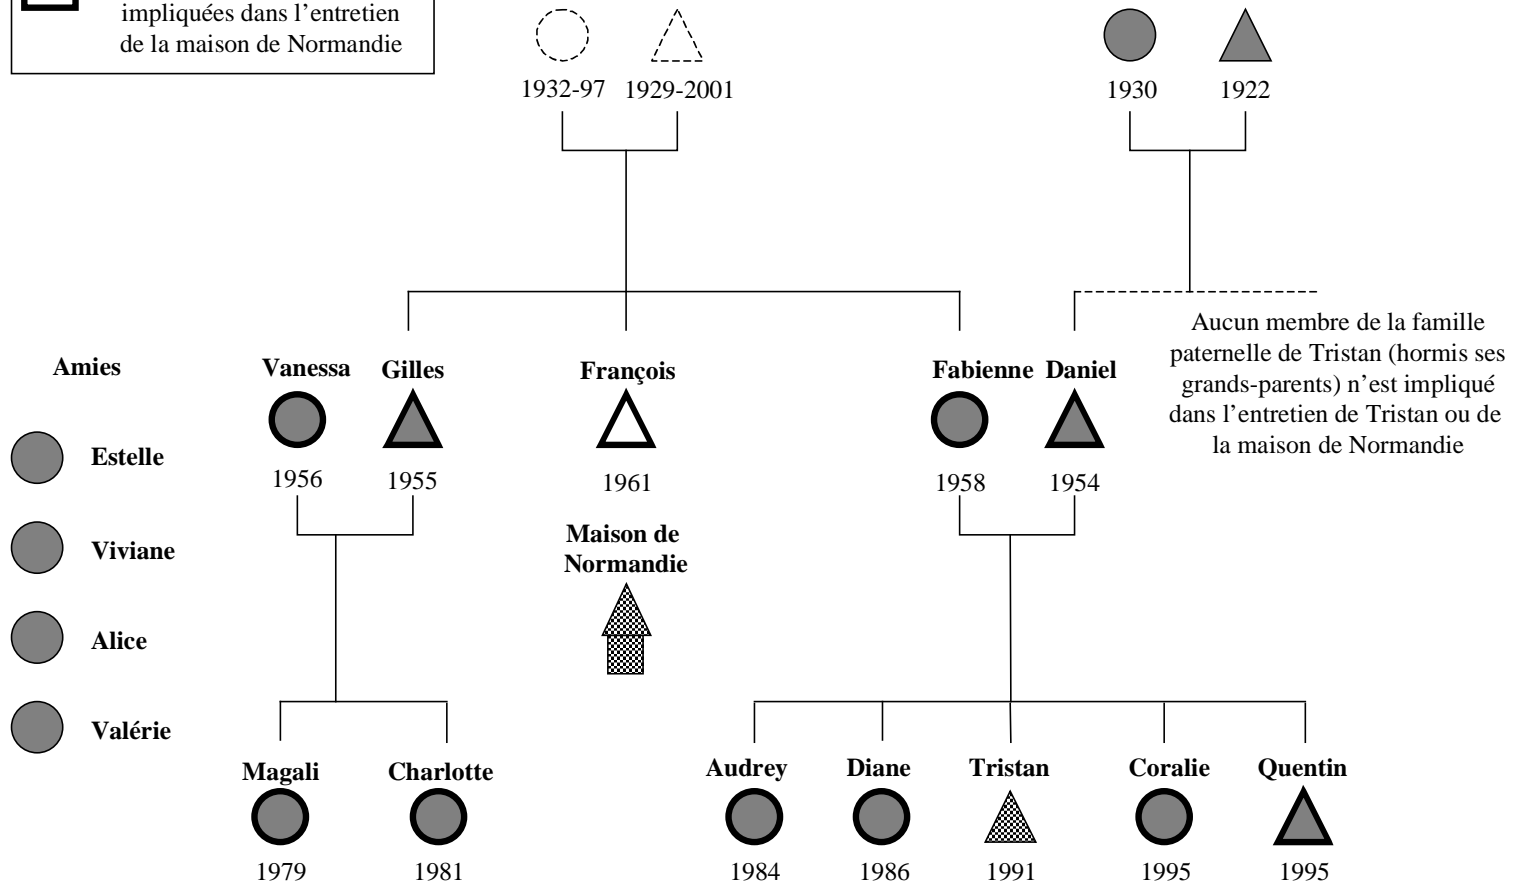 impliquées dans l’entretien
de la maison de Normandie
1932-97 1929-2001
1930 1922
Aucun membre de la famille
paternelle de Tristan (hormis ses
grands-parents) n’est impliqué
dans l’entretien de Tristan ou de
la maison de Normandie
Amies
Vanessa Gilles François Fabienne Daniel
1956 1955 1961 1958 1954
Estelle
Viviane
Alice
Valérie
Maison de
Normandie
Magali Charlotte Audrey Diane Tristan Coralie Quentin
1979 1981 1984 1986 1991 1995 1995